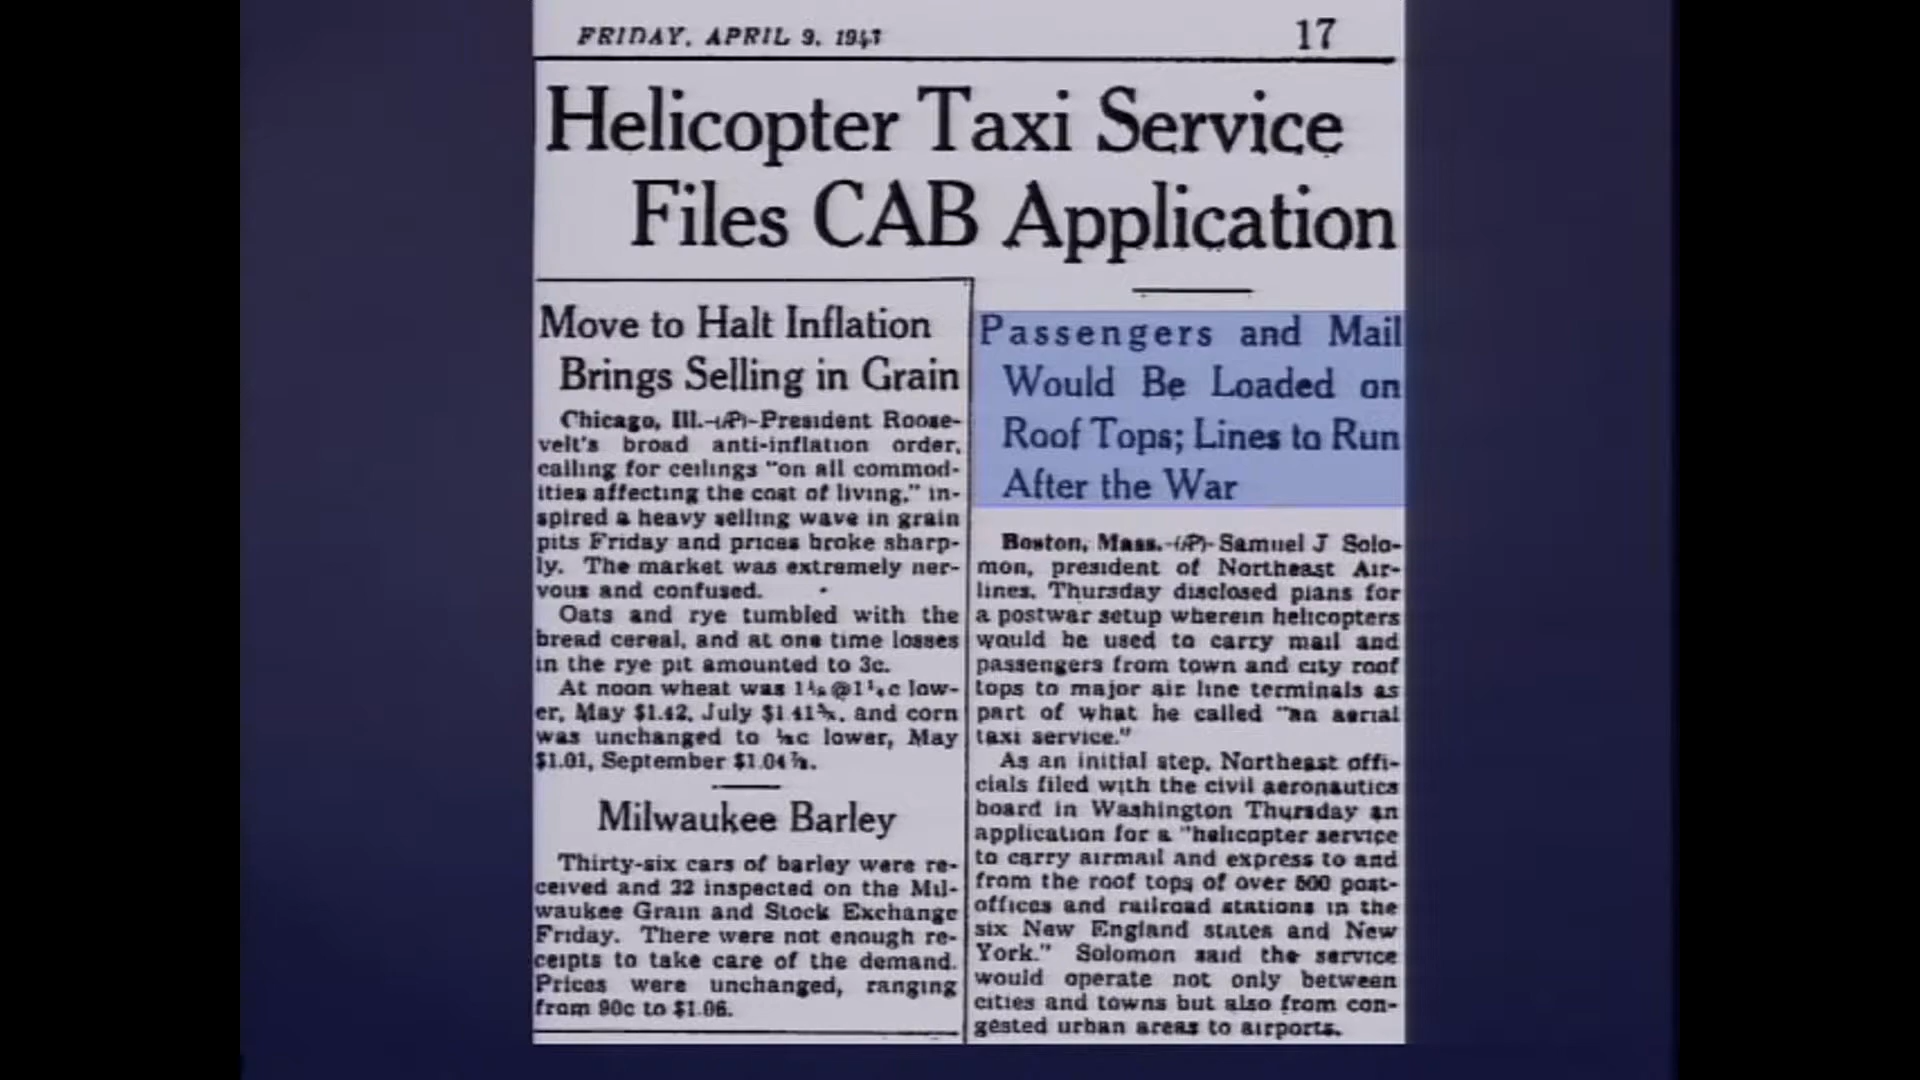 FRIDAY, APRIL 9, 1943
17
Helicopter Taxi Service
Files CAB Application
Move to Halt Inflation
Brings Selling in Grain
Chicago, Ill.-(AP)-President Roose-
velt's broad anti-inflation order,
calling for ceilings "on all commod-
ities affecting the cost of living," in-
spired a heavy selling wave in grain
pits Friday and prices broke sharp-
ly. The market was extremely ner-
vous and confused.
Oats and rye tumbled with the
bread cereal, and at one time losses
in the rye pit amounted to 3c.
At noon wheat was low-
er, May $1.42, July and corn
was unchanged to lower, May
$1.01, September $1.04⅞.
Milwaukee Barley
Thirty-six cars of barley were re-
ceived and 32 inspected on the Mil-
waukee Grain and Stock Exchange
Friday. There were not enough re-
ceipts to take care of the demand.
Prices were unchanged, ranging
from 90c to $1.06.
Passengers and Mail
Would Be Loaded on
Roof Tops; Lines to Run
After the War
Boston, Mass.-(AP)-Samuel J Solo-
mon, president of Northeast Air-
lines, Thursday disclosed plans for
a postwar setup wherein helicopters
would be used to carry mail and
passengers from town and city roof
tops to major air line terminals as
part of what he called "an aerial
taxi service."
As an initial step, Northeast offi-
cials filed with the civil aeronautics
board in Washington Thursday an
application for a "helicopter service
to carry airmail and express to and
from the roof tops of over 500 post-
offices and railroad stations in the
six New England states and New
York." Solomon said the service
would operate not only between
cities and towns but also from con-
gested urban areas to airports.